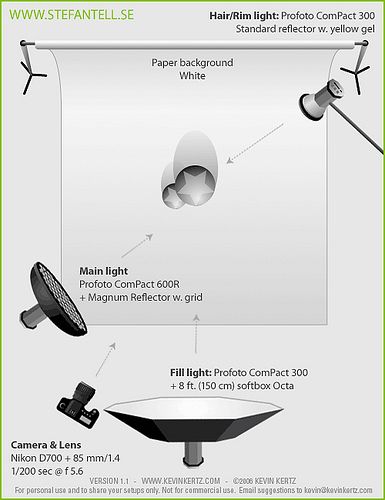 WWW.STEFANTELL.SE
Hair/Rim light: Profoto ComPact 300
Standard reflector w. yellow gel
Paper background
White
Main light
Profoto ComPact 600R
+ Magnum Reflector w. grid
Fill light: Profoto ComPact 300
+ 8 ft. (150 cm) softbox Octa
Camera & Lens
Nikon D700 + 85 mm/1.4
1/200 sec @ f 5.6
VERSION 1.1 - WWW.KEVINKERTZ.COM - ©2006 KEVIN KERTZ
For personal use and to share your setups only. Not for commercial use. Email suggestions to kevin@kevinkertz.com